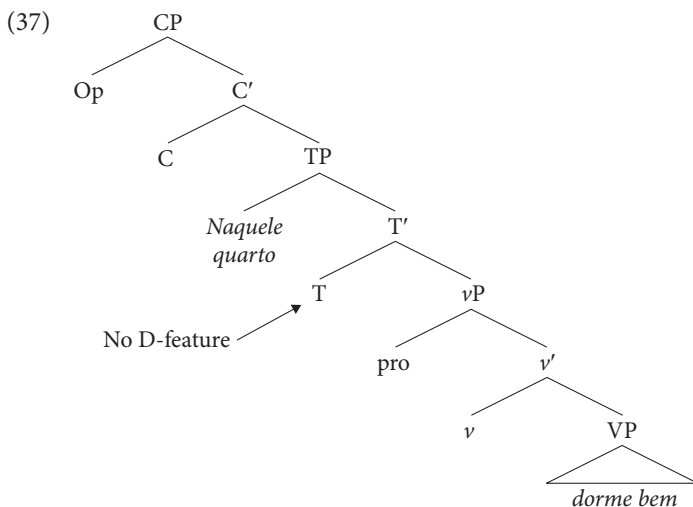 (37)
CP
Op
C′
C
TP
Naquele
quarto
T′
T
vP
No D-feature
pro
v′
v
VP
dorme bem